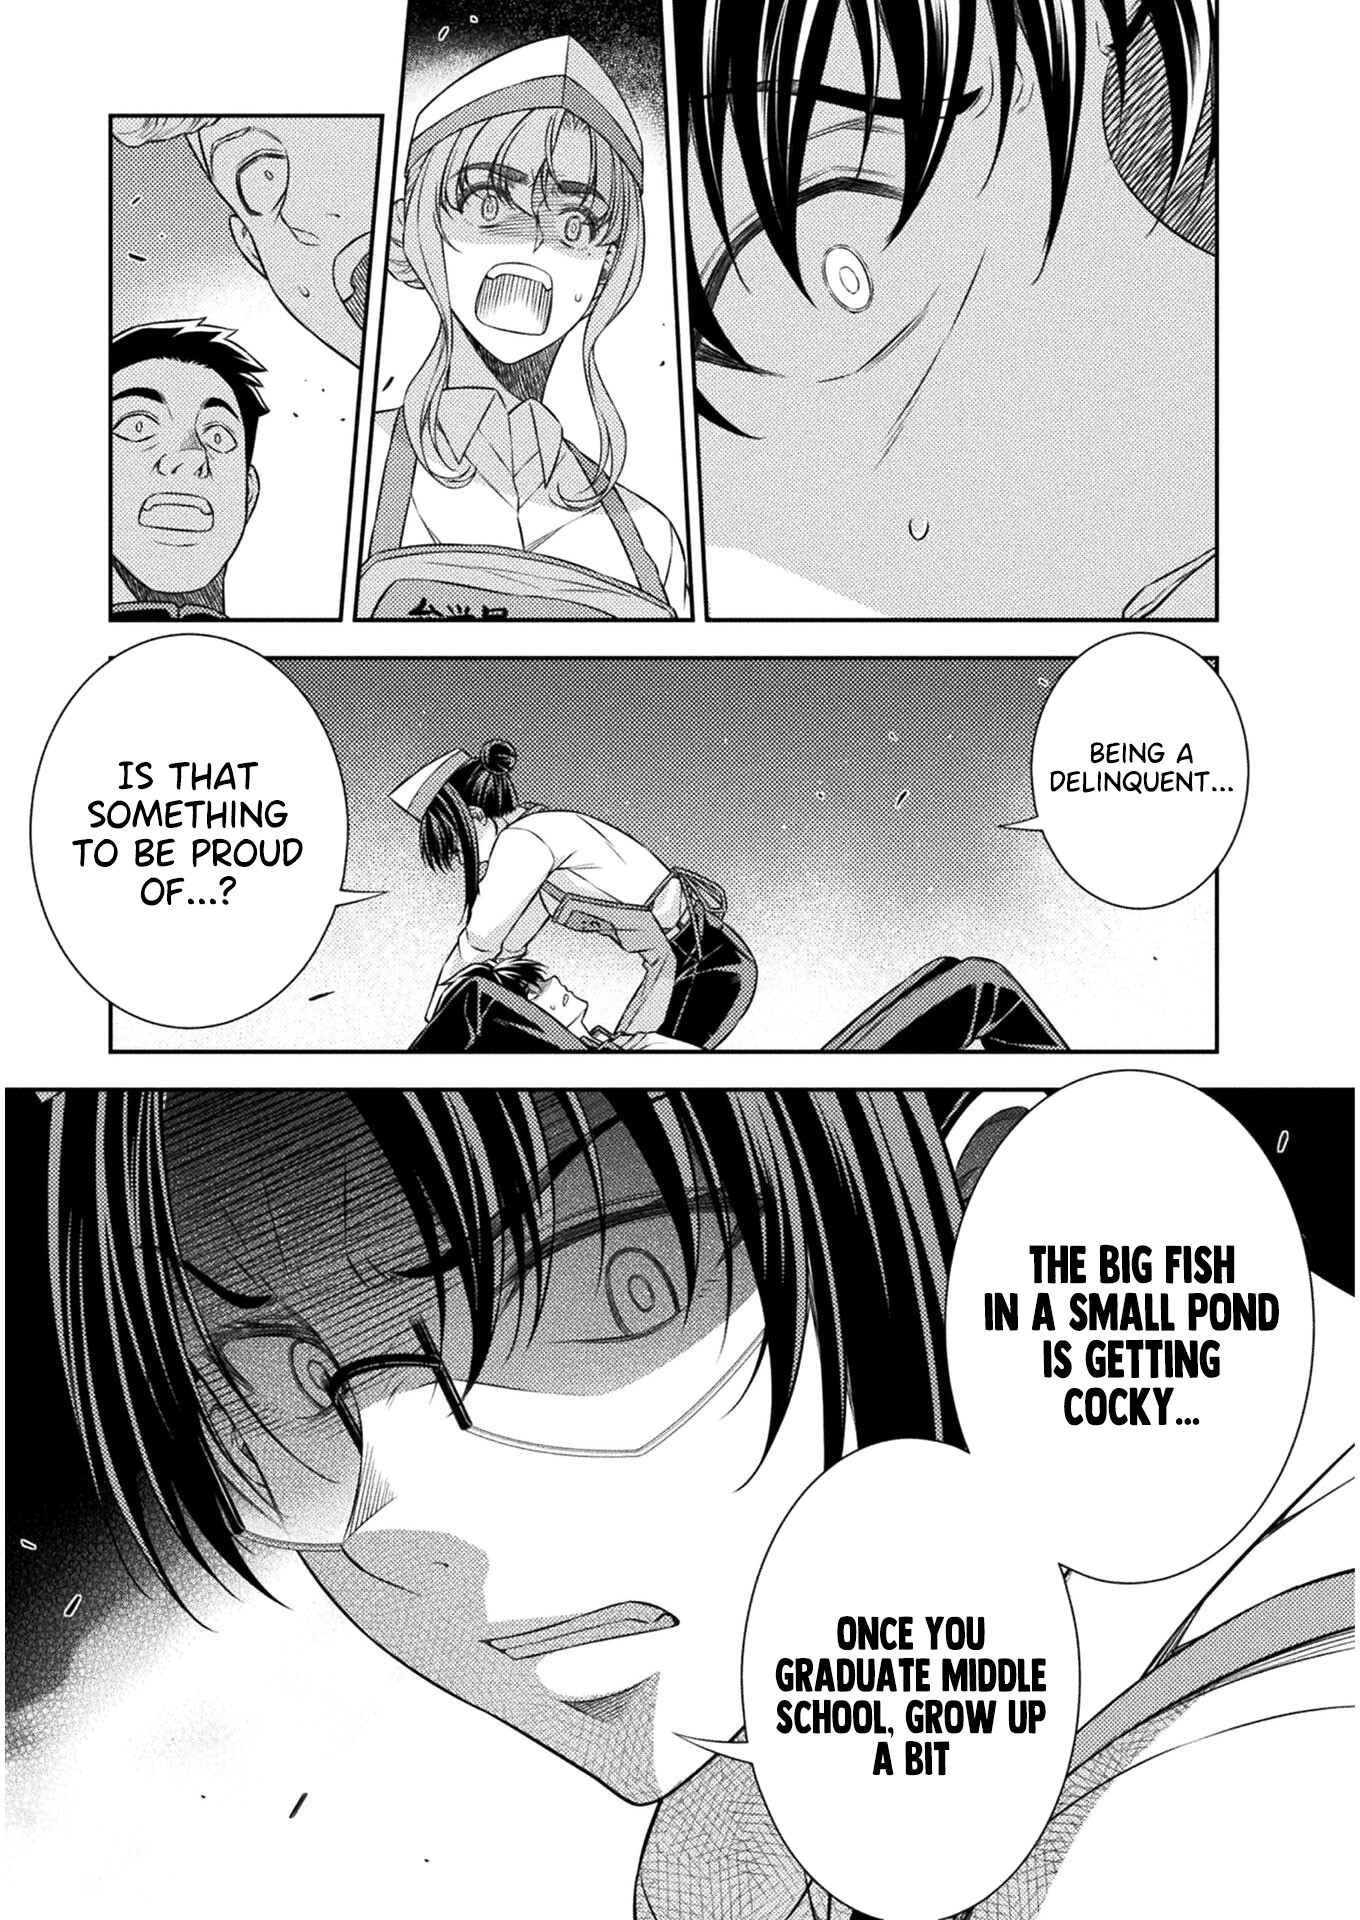 BEING A
DELINQUENT...
IS THAT
SOMETHING
TO BE PROUD
OF...?
THE BIG FISH
IN A SMALL POND
IS GETTING
COCKY...
ONCE YOU
GRADUATE MIDDLE
SCHOOL, GROW UP
A BIT